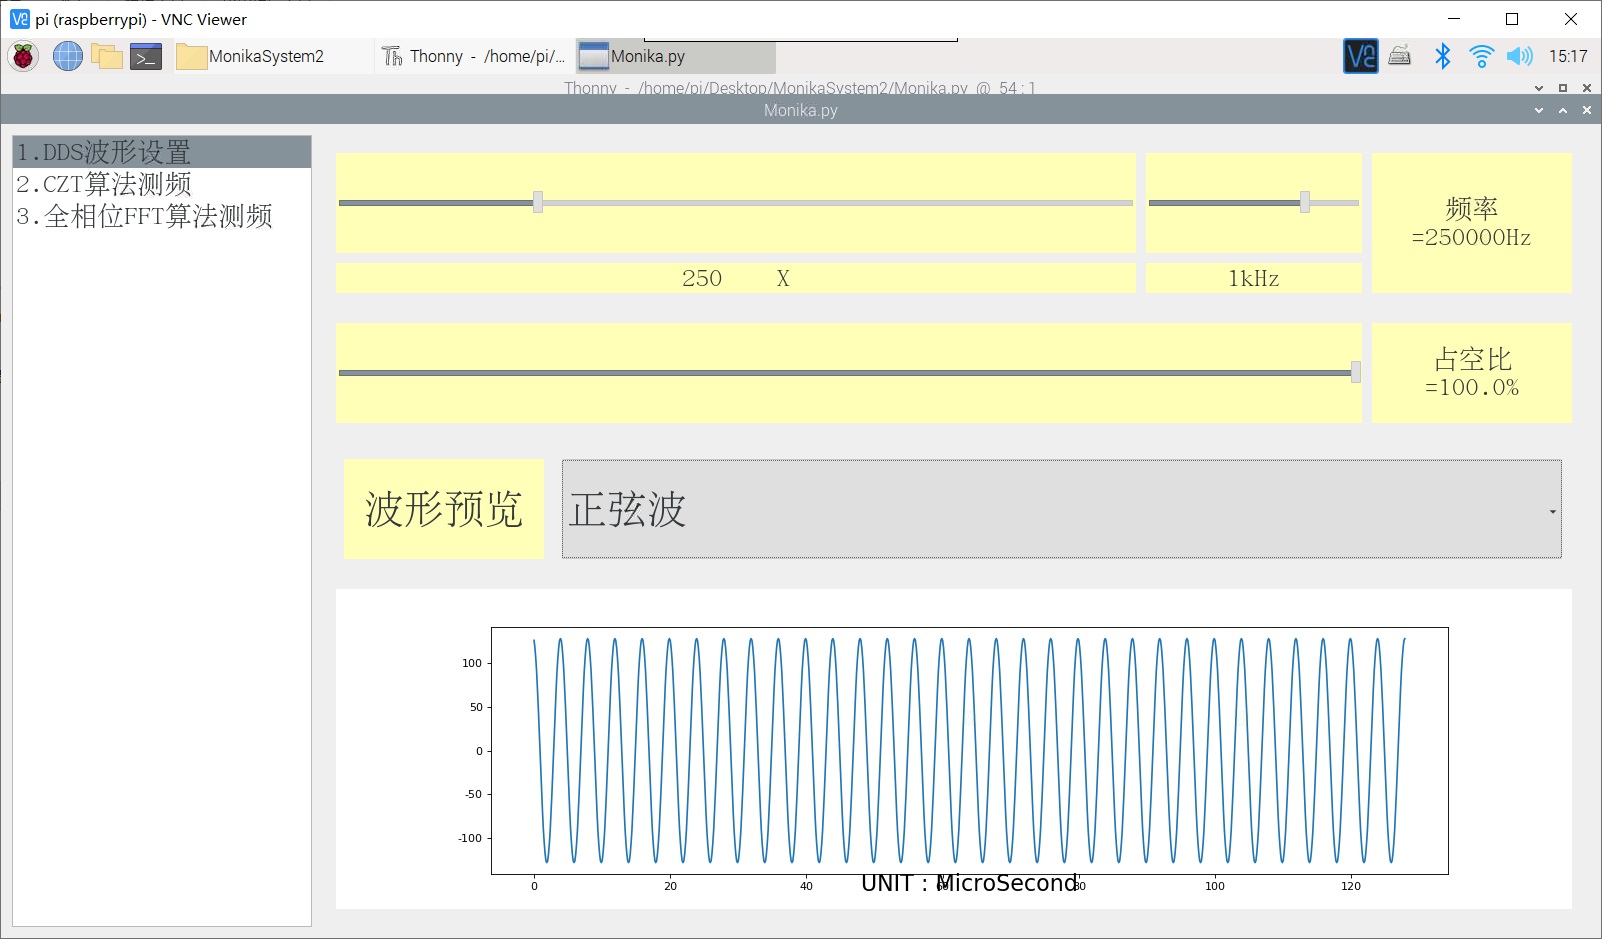 pi (raspberrypi) - VNC Viewer
MonikaSystem2
Thonny - /home/pi/...
Monika.py
15:17
Thonny - /home/pi/Desktop/MonikaSystem2/Monika.py @ 54 : 1
Monika.py
1.DDS波形设置
2.CZT算法测频
3.全相位FFT算法测频
250 X
1kHz
频率
=250000Hz
占空比
=100.0%
波形预览
正弦波
100
50
0
-50
-100
0
20
40
60
80
100
120
UNIT : MicroSecond